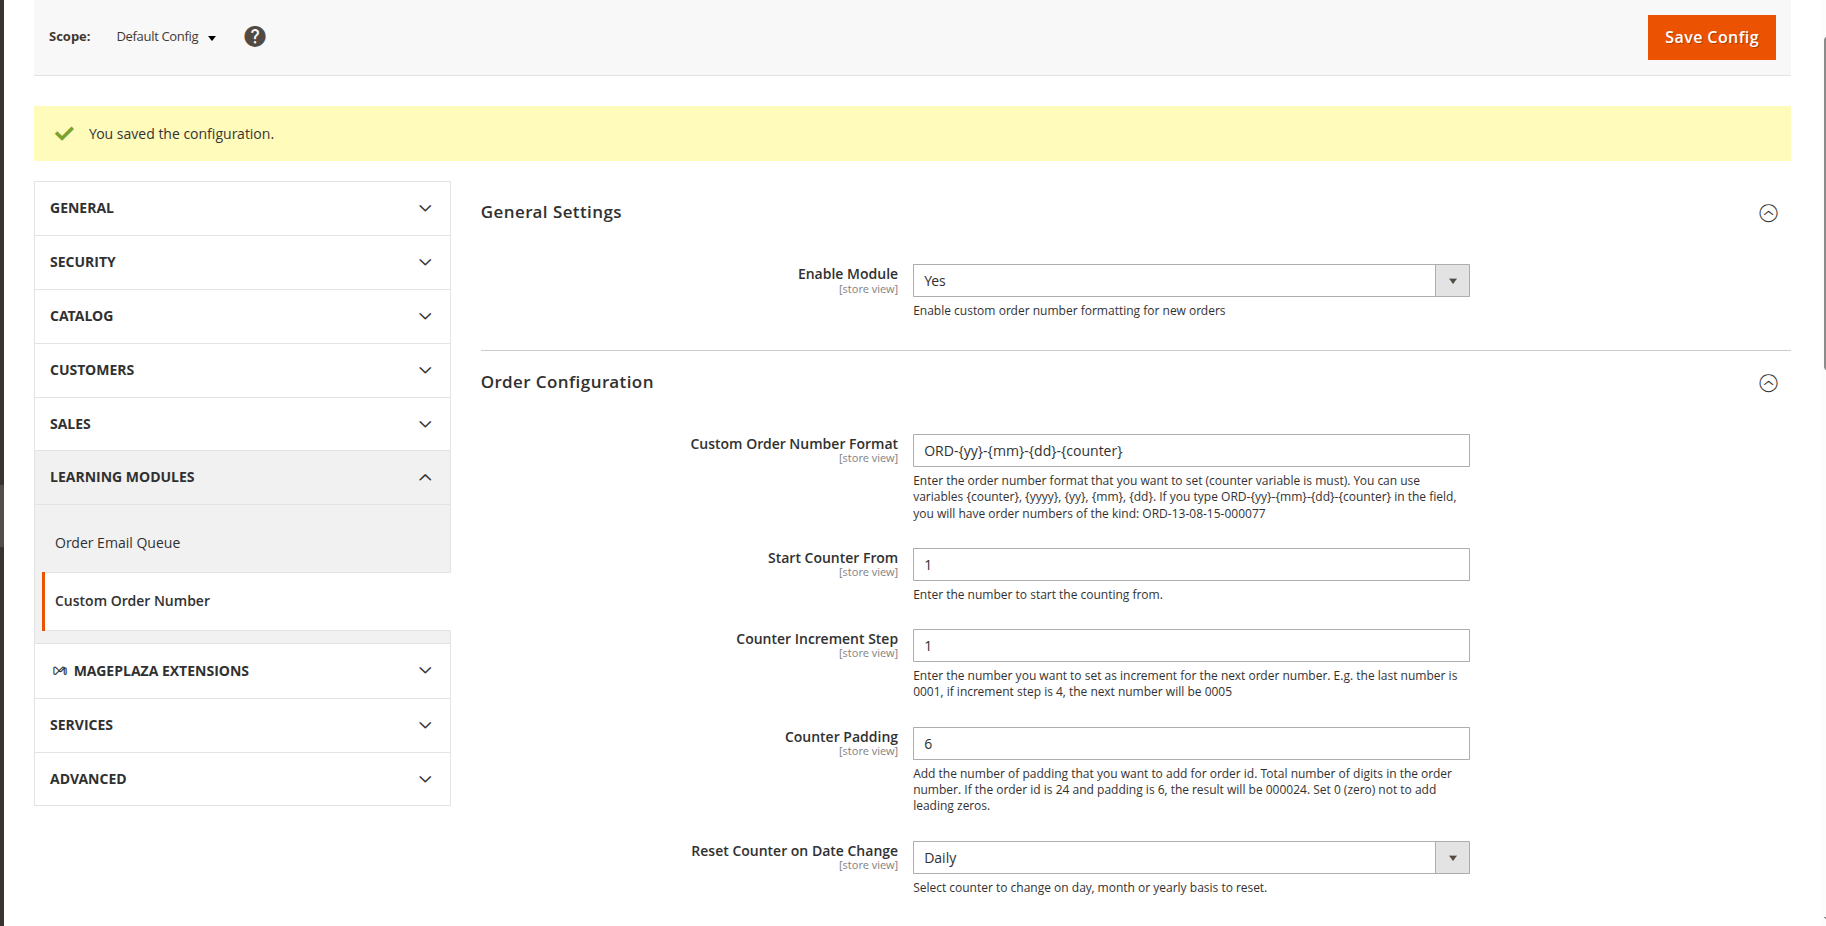 Scope: Default Config ?
Save Config
You saved the configuration.
GENERAL
SECURITY
CATALOG
CUSTOMERS
SALES
LEARNING MODULES
Order Email Queue
Custom Order Number
MAGEPLAZA EXTENSIONS
SERVICES
ADVANCED
General Settings
Enable Module
[store view]
Yes
Enable custom order number formatting for new orders
Order Configuration
Custom Order Number Format
[store view]
ORD-{yy}-{mm}-{dd}-{counter}
Enter the order number format that you want to set (counter variable is must). You can use
variables {counter}, {yyyy}, {yy}, {mm}, {dd}. If you type ORD-{yy}-{mm}-{dd}-{counter} in the field,
you will have order numbers of the kind: ORD-13-08-15-000077
Start Counter From
[store view]
1
Enter the number to start the counting from.
Counter Increment Step
[store view]
1
Enter the number you want to set as increment for the next order number. E.g. the last number is
0001, if increment step is 4, the next number will be 0005
Counter Padding
[store view]
6
Add the number of padding that you want to add for order id. Total number of digits in the order
number. If the order id is 24 and padding is 6, the result will be 000024. Set 0 (zero) not to add
leading zeros.
Reset Counter on Date Change
[store view]
Daily
Select counter to change on day, month or yearly basis to reset.